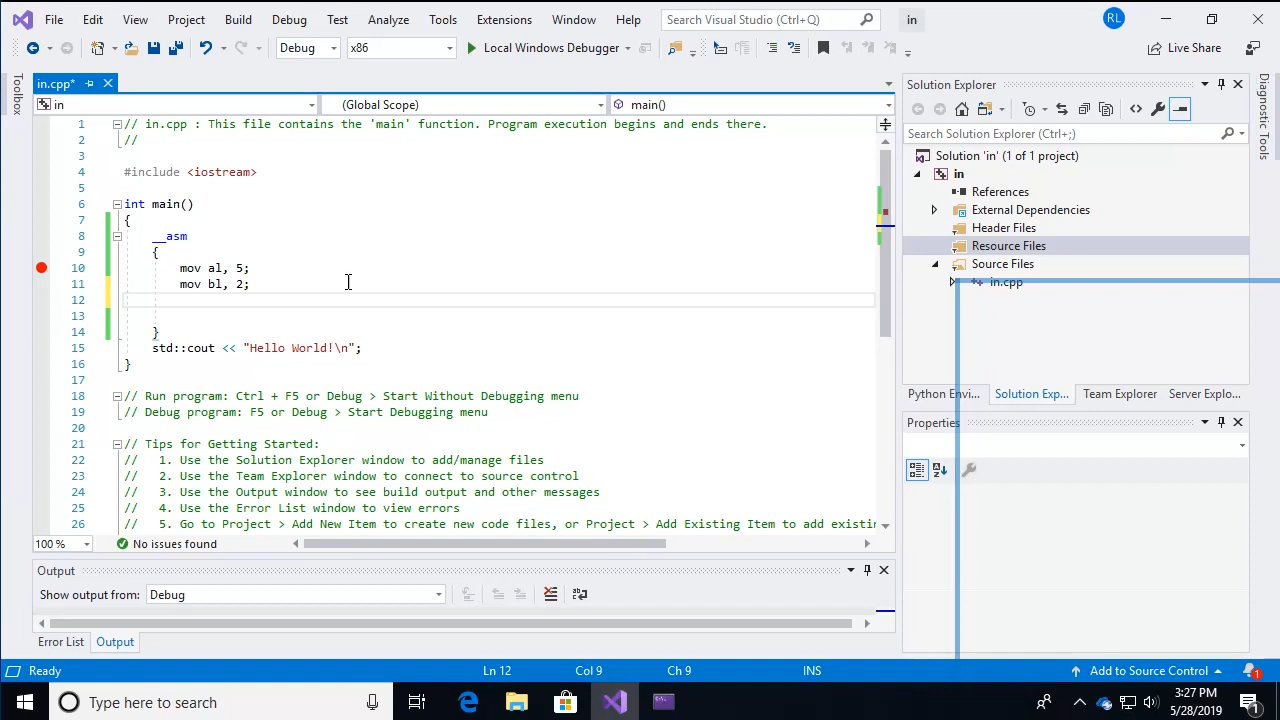 File Edit View Project Build Debug Test Analyze Tools Extensions Window Help Search Visual Studio (Ctrl+Q) in RL
Debug x86 Local Windows Debugger Live Share
Toolbox
in.cpp*
in (Global Scope) main()
1 // in.cpp : This file contains the 'main' function. Program execution begins and ends there.
2 //
3
4 #include <iostream>
5
6 int main()
7 {
8 __asm
9 {
10 mov al, 5;
11 mov bl, 2;
12
13
14 }
15 std::cout << "Hello World!\n";
16 }
17
18 // Run program: Ctrl + F5 or Debug > Start Without Debugging menu
19 // Debug program: F5 or Debug > Start Debugging menu
20
21 // Tips for Getting Started:
22 //   1. Use the Solution Explorer window to add/manage files
23 //   2. Use the Team Explorer window to connect to source control
24 //   3. Use the Output window to see build output and other messages
25 //   4. Use the Error List window to view errors
26 //   5. Go to Project > Add New Item to create new code files, or Project > Add Existing Item to add existin
100 % No issues found
Output
Show output from: Debug
Error List Output
Solution Explorer
Search Solution Explorer (Ctrl+;)
Solution 'in' (1 of 1 project)
in
References
External Dependencies
Header Files
Resource Files
Source Files
in.cpp
Python Envi... Solution Exp... Team Explorer Server Explo...
Properties
Diagnostic Tools
Ready Ln 12 Col 9 Ch 9 INS Add to Source Control 1
Type here to search
3:27 PM
5/28/2019
1